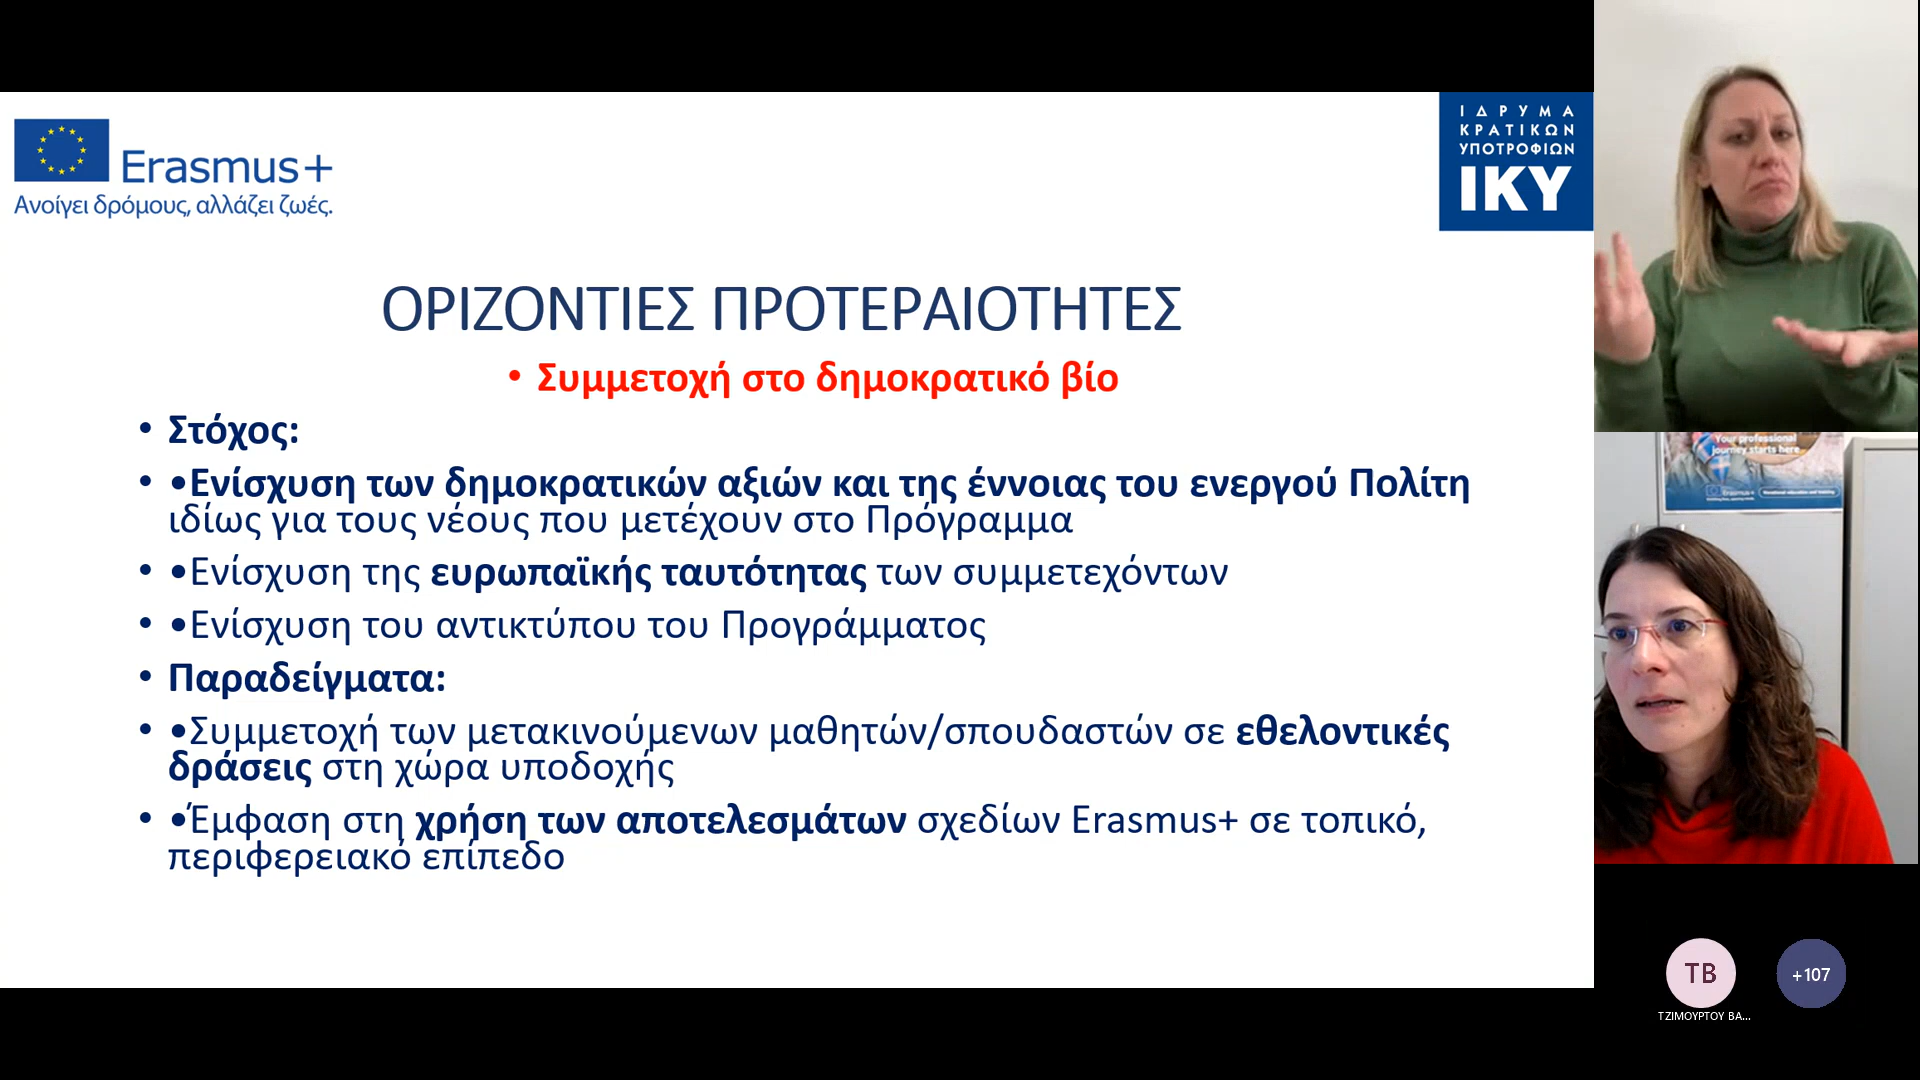 Erasmus+
Ανοίγει δρόμους, αλλάζει ζωές.
ΙΔΡΥΜΑ
ΚΡΑΤΙΚΩΝ
ΥΠΟΤΡΟΦΙΩΝ
ΙΚΥ
ΟΡΙΖΟΝΤΙΕΣ ΠΡΟΤΕΡΑΙΟΤΗΤΕΣ
• Συμμετοχή στο δημοκρατικό βίο
• Στόχος:
• •Ενίσχυση των δημοκρατικών αξιών και της έννοιας του ενεργού Πολίτη
ιδίως για τους νέους που μετέχουν στο Πρόγραμμα
• •Ενίσχυση της ευρωπαϊκής ταυτότητας των συμμετεχόντων
• •Ενίσχυση του αντικτύπου του Προγράμματος
• Παραδείγματα:
• •Συμμετοχή των μετακινούμενων μαθητών/σπουδαστών σε εθελοντικές
δράσεις στη χώρα υποδοχής
• •Έμφαση στη χρήση των αποτελεσμάτων σχεδίων Erasmus+ σε τοπικό,
περιφερειακό επίπεδο
Your professional
journey starts here
Erasmus+
ΤΒ
+107
ΤΖΙΜΟΥΡΤΟΥ ΒΑ...